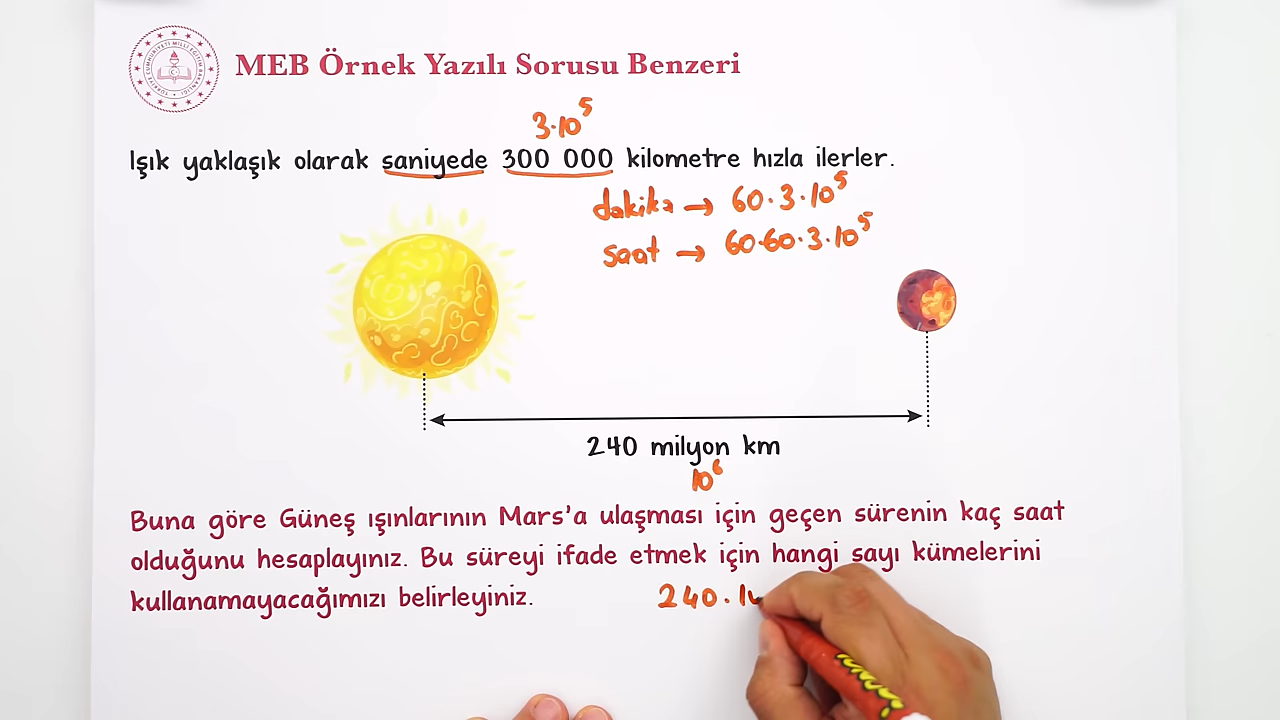 MEB Örnek Yazılı Sorusu Benzeri
3·10⁵
Işık yaklaşık olarak saniyede 300 000 kilometre hızla ilerler.
dakika → 60·3·10⁵
saat → 60·60·3·10⁵
240 milyon km
10⁶
Buna göre Güneş ışınlarının Mars'a ulaşması için geçen sürenin kaç saat
olduğunu hesaplayınız. Bu süreyi ifade etmek için hangi sayı kümelerini
kullanamayacağımızı belirleyiniz.
240·1